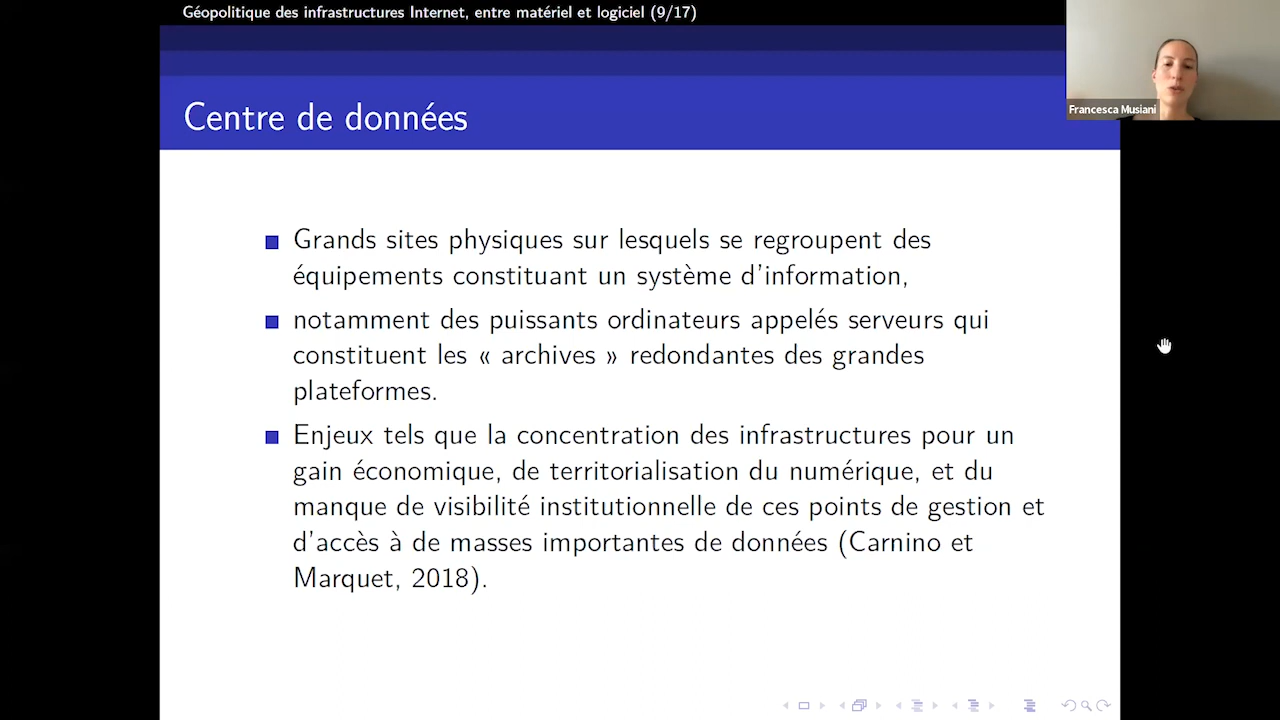 Géopolitique des infrastructures Internet, entre matériel et logiciel (9/17)
Francesca Musiani
Centre de données
Grands sites physiques sur lesquels se regroupent des
équipements constituant un système d'information,
notamment des puissants ordinateurs appelés serveurs qui
constituent les « archives » redondantes des grandes
plateformes.
Enjeux tels que la concentration des infrastructures pour un
gain économique, de territorialisation du numérique, et du
manque de visibilité institutionnelle de ces points de gestion et
d'accès à de masses importantes de données (Carnino et
Marquet, 2018).